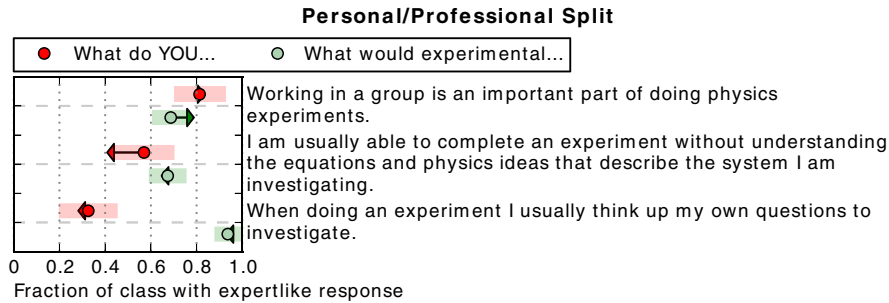 Personal/Professional Split
What do YOU...
What would experimental...
Working in a group is an important part of doing physics
experiments.
I am usually able to complete an experiment without understanding
the equations and physics ideas that describe the system I am
investigating.
When doing an experiment I usually think up my own questions to
investigate.
0 0.2 0.4 0.6 0.8 1.0
Fraction of class with expertlike response